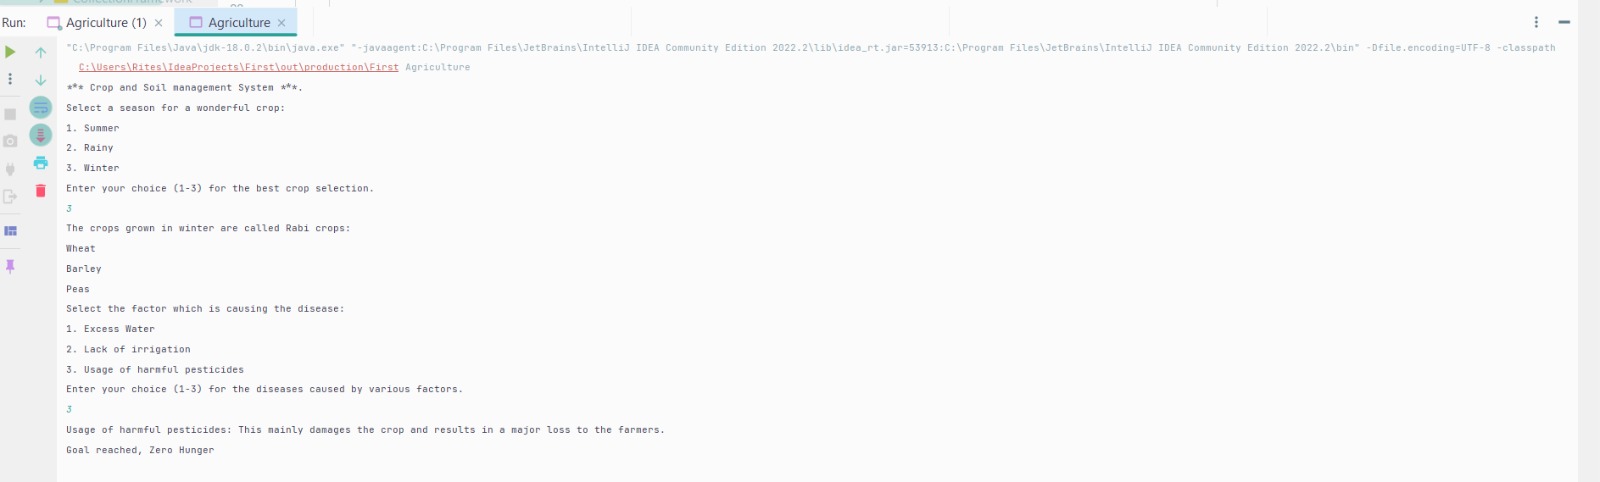 Run:
Agriculture (1)
Agriculture
"C:\Program Files\Java\jdk-18.0.2\bin\java.exe" "-javaagent:C:\Program Files\JetBrains\IntelliJ IDEA Community Edition 2022.2\lib\idea_rt.jar=53913:C:\Program Files\JetBrains\IntelliJ IDEA Community Edition 2022.2\bin" -Dfile.encoding=UTF-8 -classpath
C:\Users\Rites\IdeaProjects\First\out\production\First Agriculture
*** Crop and Soil management System ***.
Select a season for a wonderful crop:
1. Summer
2. Rainy
3. Winter
Enter your choice (1-3) for the best crop selection.
3
The crops grown in winter are called Rabi crops:
Wheat
Barley
Peas
Select the factor which is causing the disease:
1. Excess Water
2. Lack of irrigation
3. Usage of harmful pesticides
Enter your choice (1-3) for the diseases caused by various factors.
3
Usage of harmful pesticides: This mainly damages the crop and results in a major loss to the farmers.
Goal reached, Zero Hunger